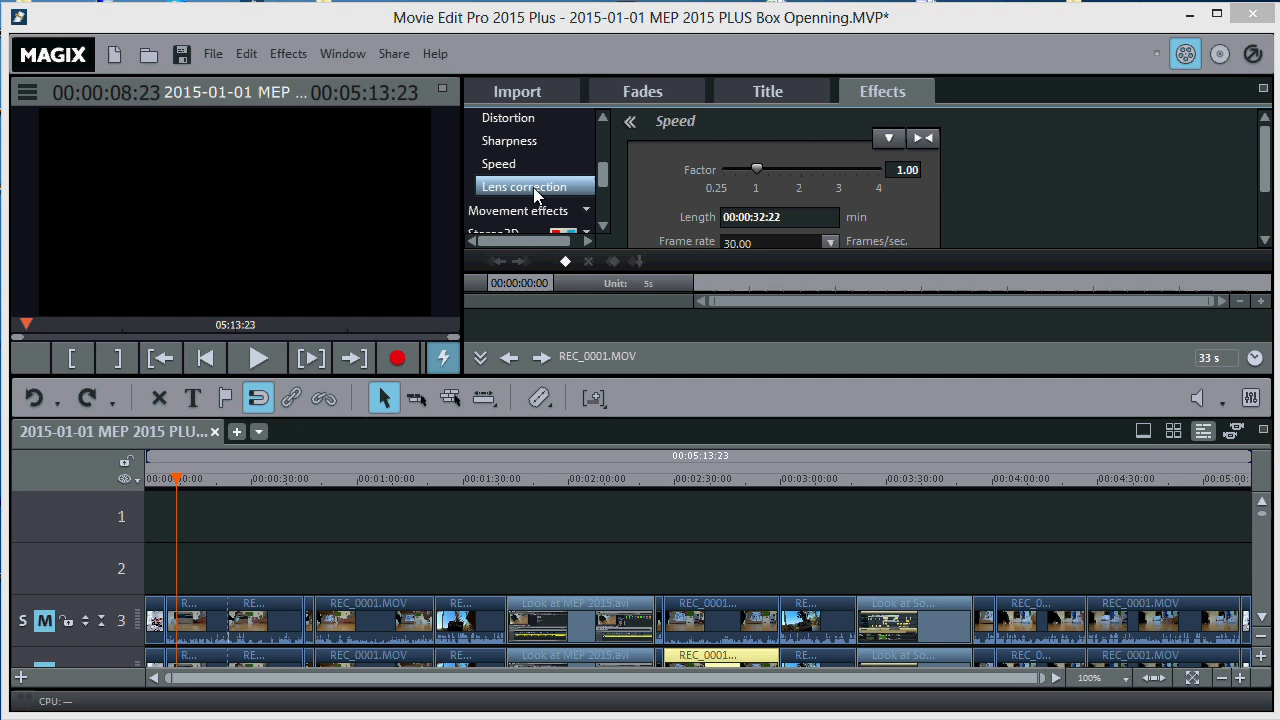 Movie Edit Pro 2015 Plus - 2015-01-01 MEP 2015 PLUS Box Openning.MVP*
MAGIX File Edit Effects Window Share Help
00:00:08:23 2015-01-01 MEP ... 00:05:13:23
Import Fades Title Effects
Distortion
Sharpness
Speed
Lens correction
Movement effects
Stereo3D
Speed
Factor 1.00
0.25 1 2 3 4
Length 00:00:32:22 min
Frame rate 30.00 Frames/sec.
00:00:00:00 Unit: 5s
05:13:23
REC_0001.MOV 33 s
2015-01-01 MEP 2015 PLU...
00:05:13:23
00:00:30:00 00:01:00:00 00:01:30:00 00:02:00:00 00:02:30:00 00:03:00:00 00:03:30:00 00:04:00:00 00:04:30:00 00:05:00:
1
2
S M 3
R... RE... REC_0001.MOV RE... Look at MEP 2015.avi REC_0001... RE... Look at So... REC_0... REC_0001.MOV
R... RE... REC_0001.MOV RE... Look at MEP 2015.avi REC_0001... RE... Look at So... REC_0... REC_0001.MOV
100%
CPU: —